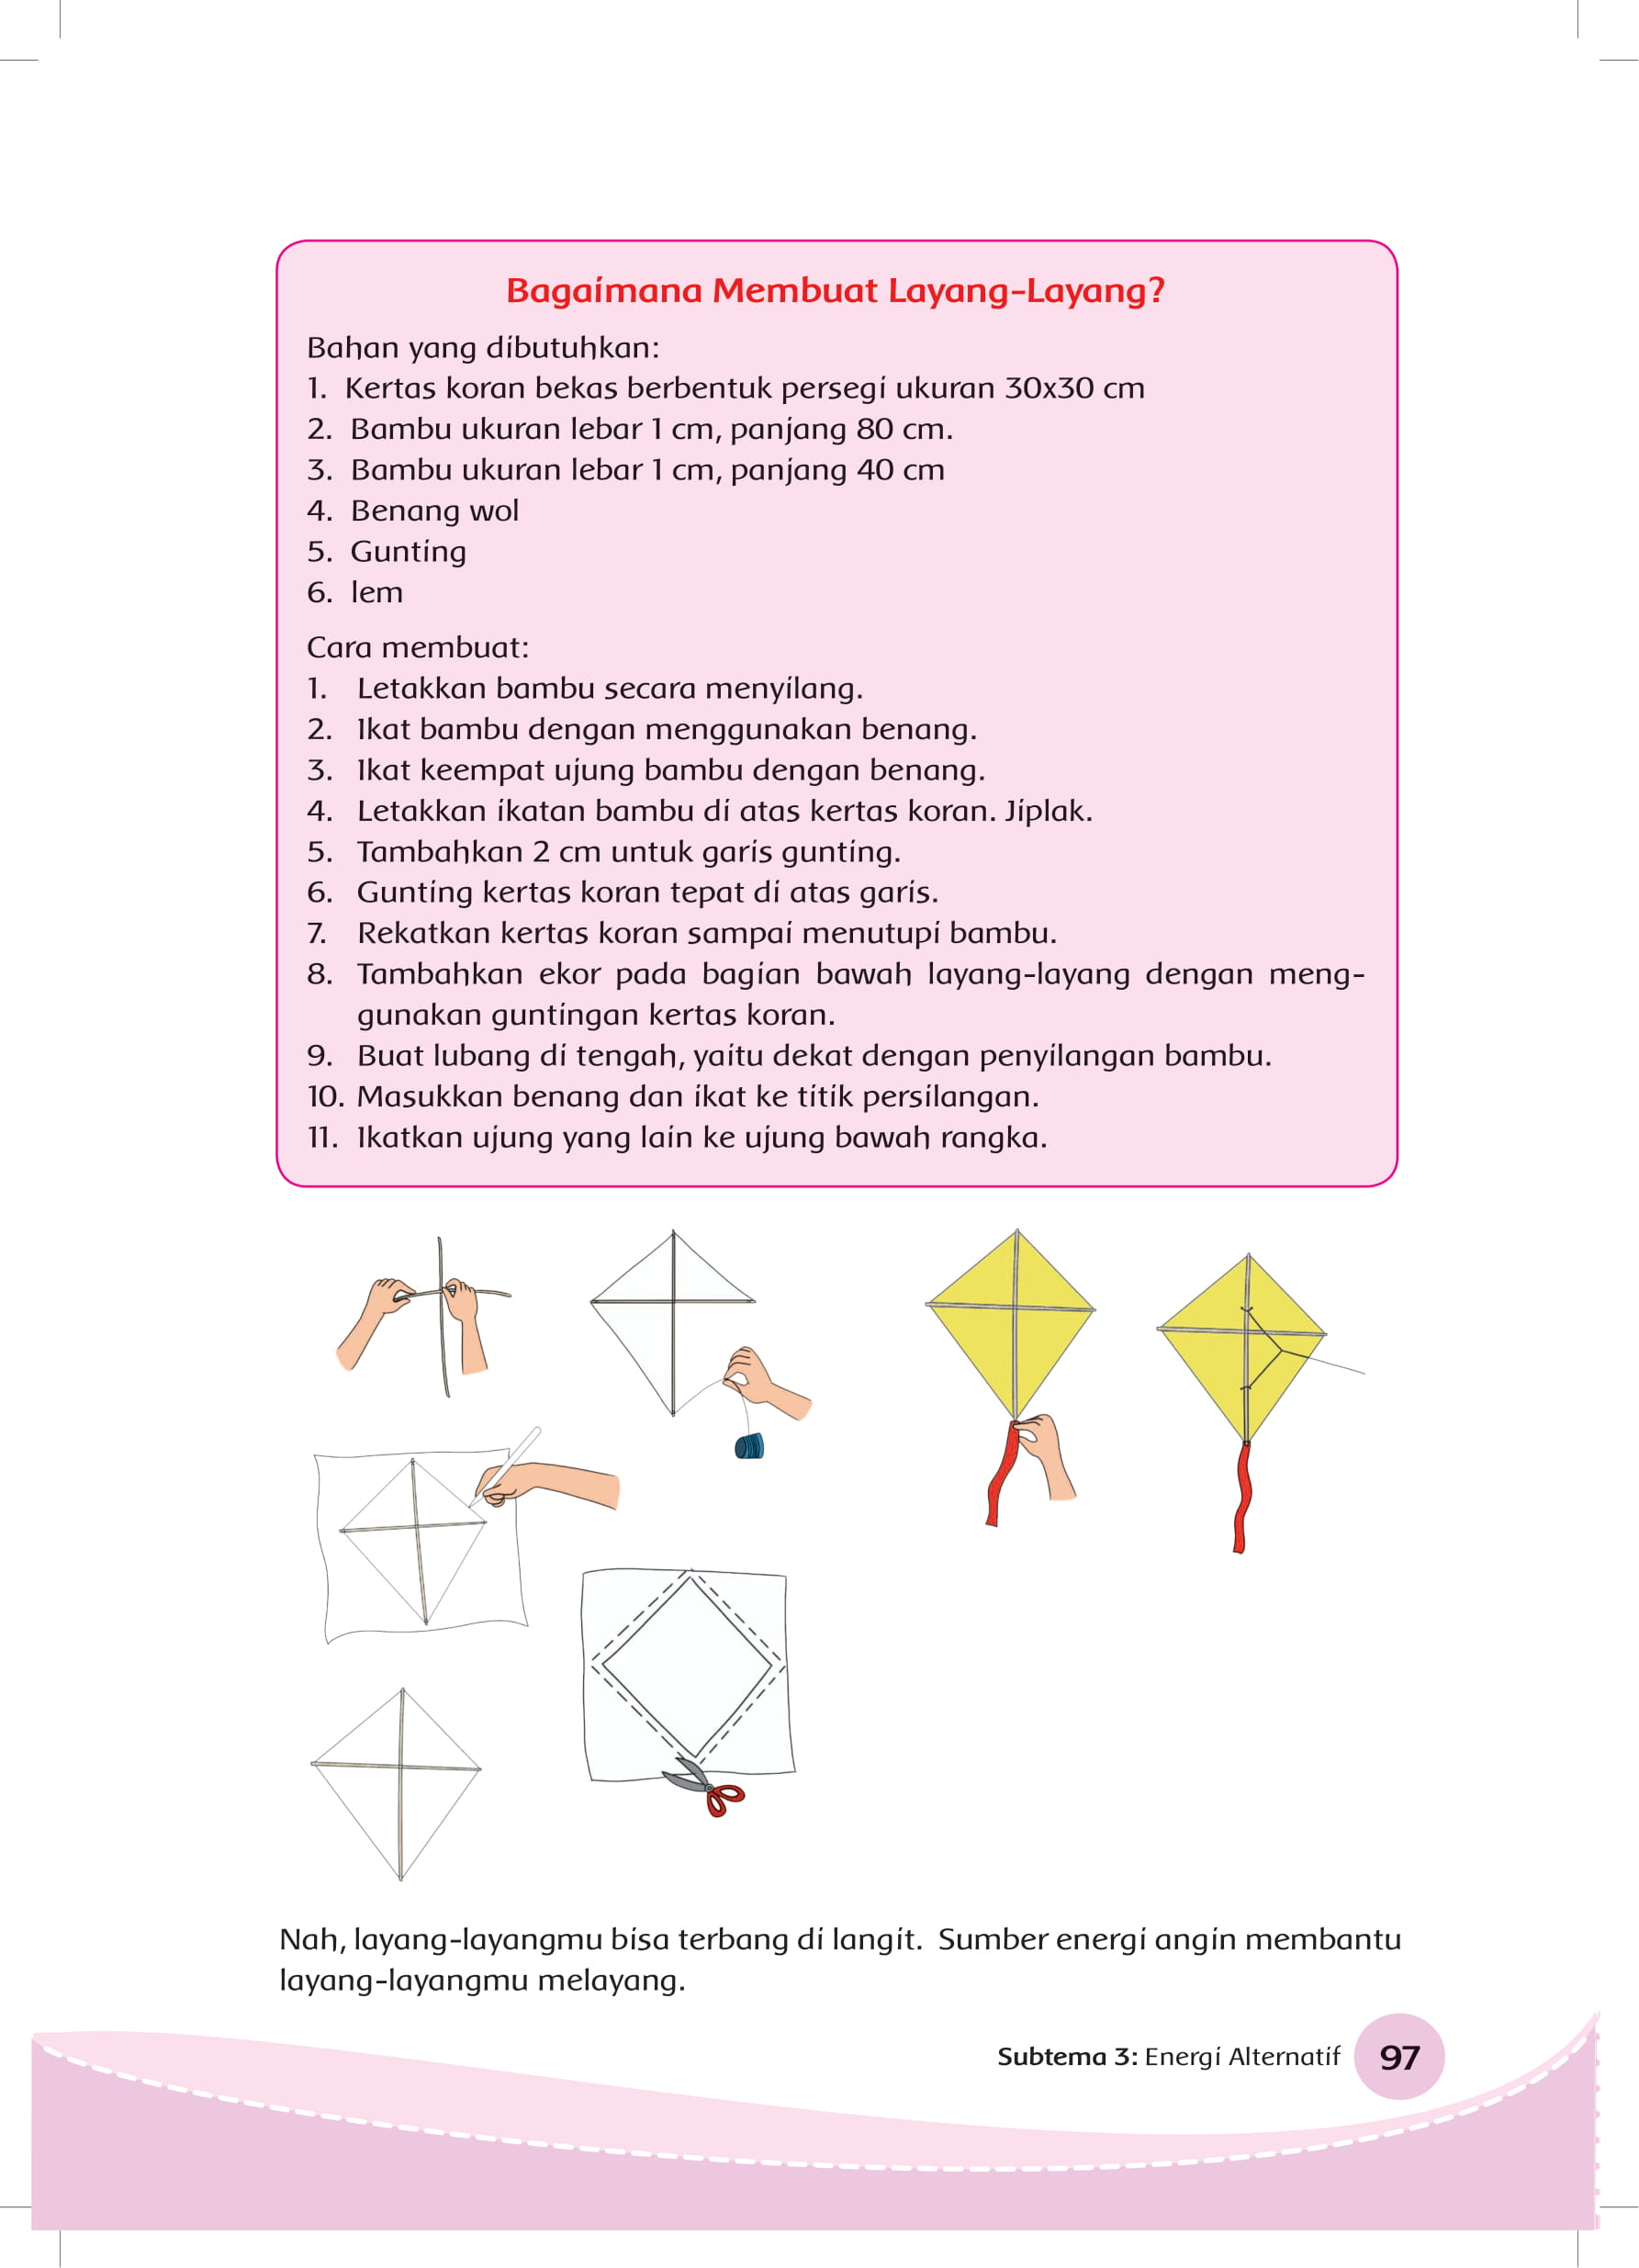 Bagaimana Membuat Layang-Layang?
Bahan yang dibutuhkan:
1. Kertas koran bekas berbentuk persegi ukuran 30x30 cm
2. Bambu ukuran lebar 1 cm, panjang 80 cm.
3. Bambu ukuran lebar 1 cm, panjang 40 cm
4. Benang wol
5. Gunting
6. lem
Cara membuat:
1. Letakkan bambu secara menyilang.
2. Ikat bambu dengan menggunakan benang.
3. Ikat keempat ujung bambu dengan benang.
4. Letakkan ikatan bambu di atas kertas koran. Jiplak.
5. Tambahkan 2 cm untuk garis gunting.
6. Gunting kertas koran tepat di atas garis.
7. Rekatkan kertas koran sampai menutupi bambu.
8. Tambahkan ekor pada bagian bawah layang-layang dengan meng-
gunakan guntingan kertas koran.
9. Buat lubang di tengah, yaitu dekat dengan penyilangan bambu.
10. Masukkan benang dan ikat ke titik persilangan.
11. Ikatkan ujung yang lain ke ujung bawah rangka.
Nah, layang-layangmu bisa terbang di langit. Sumber energi angin membantu
layang-layangmu melayang.
Subtema 3: Energi Alternatif 97